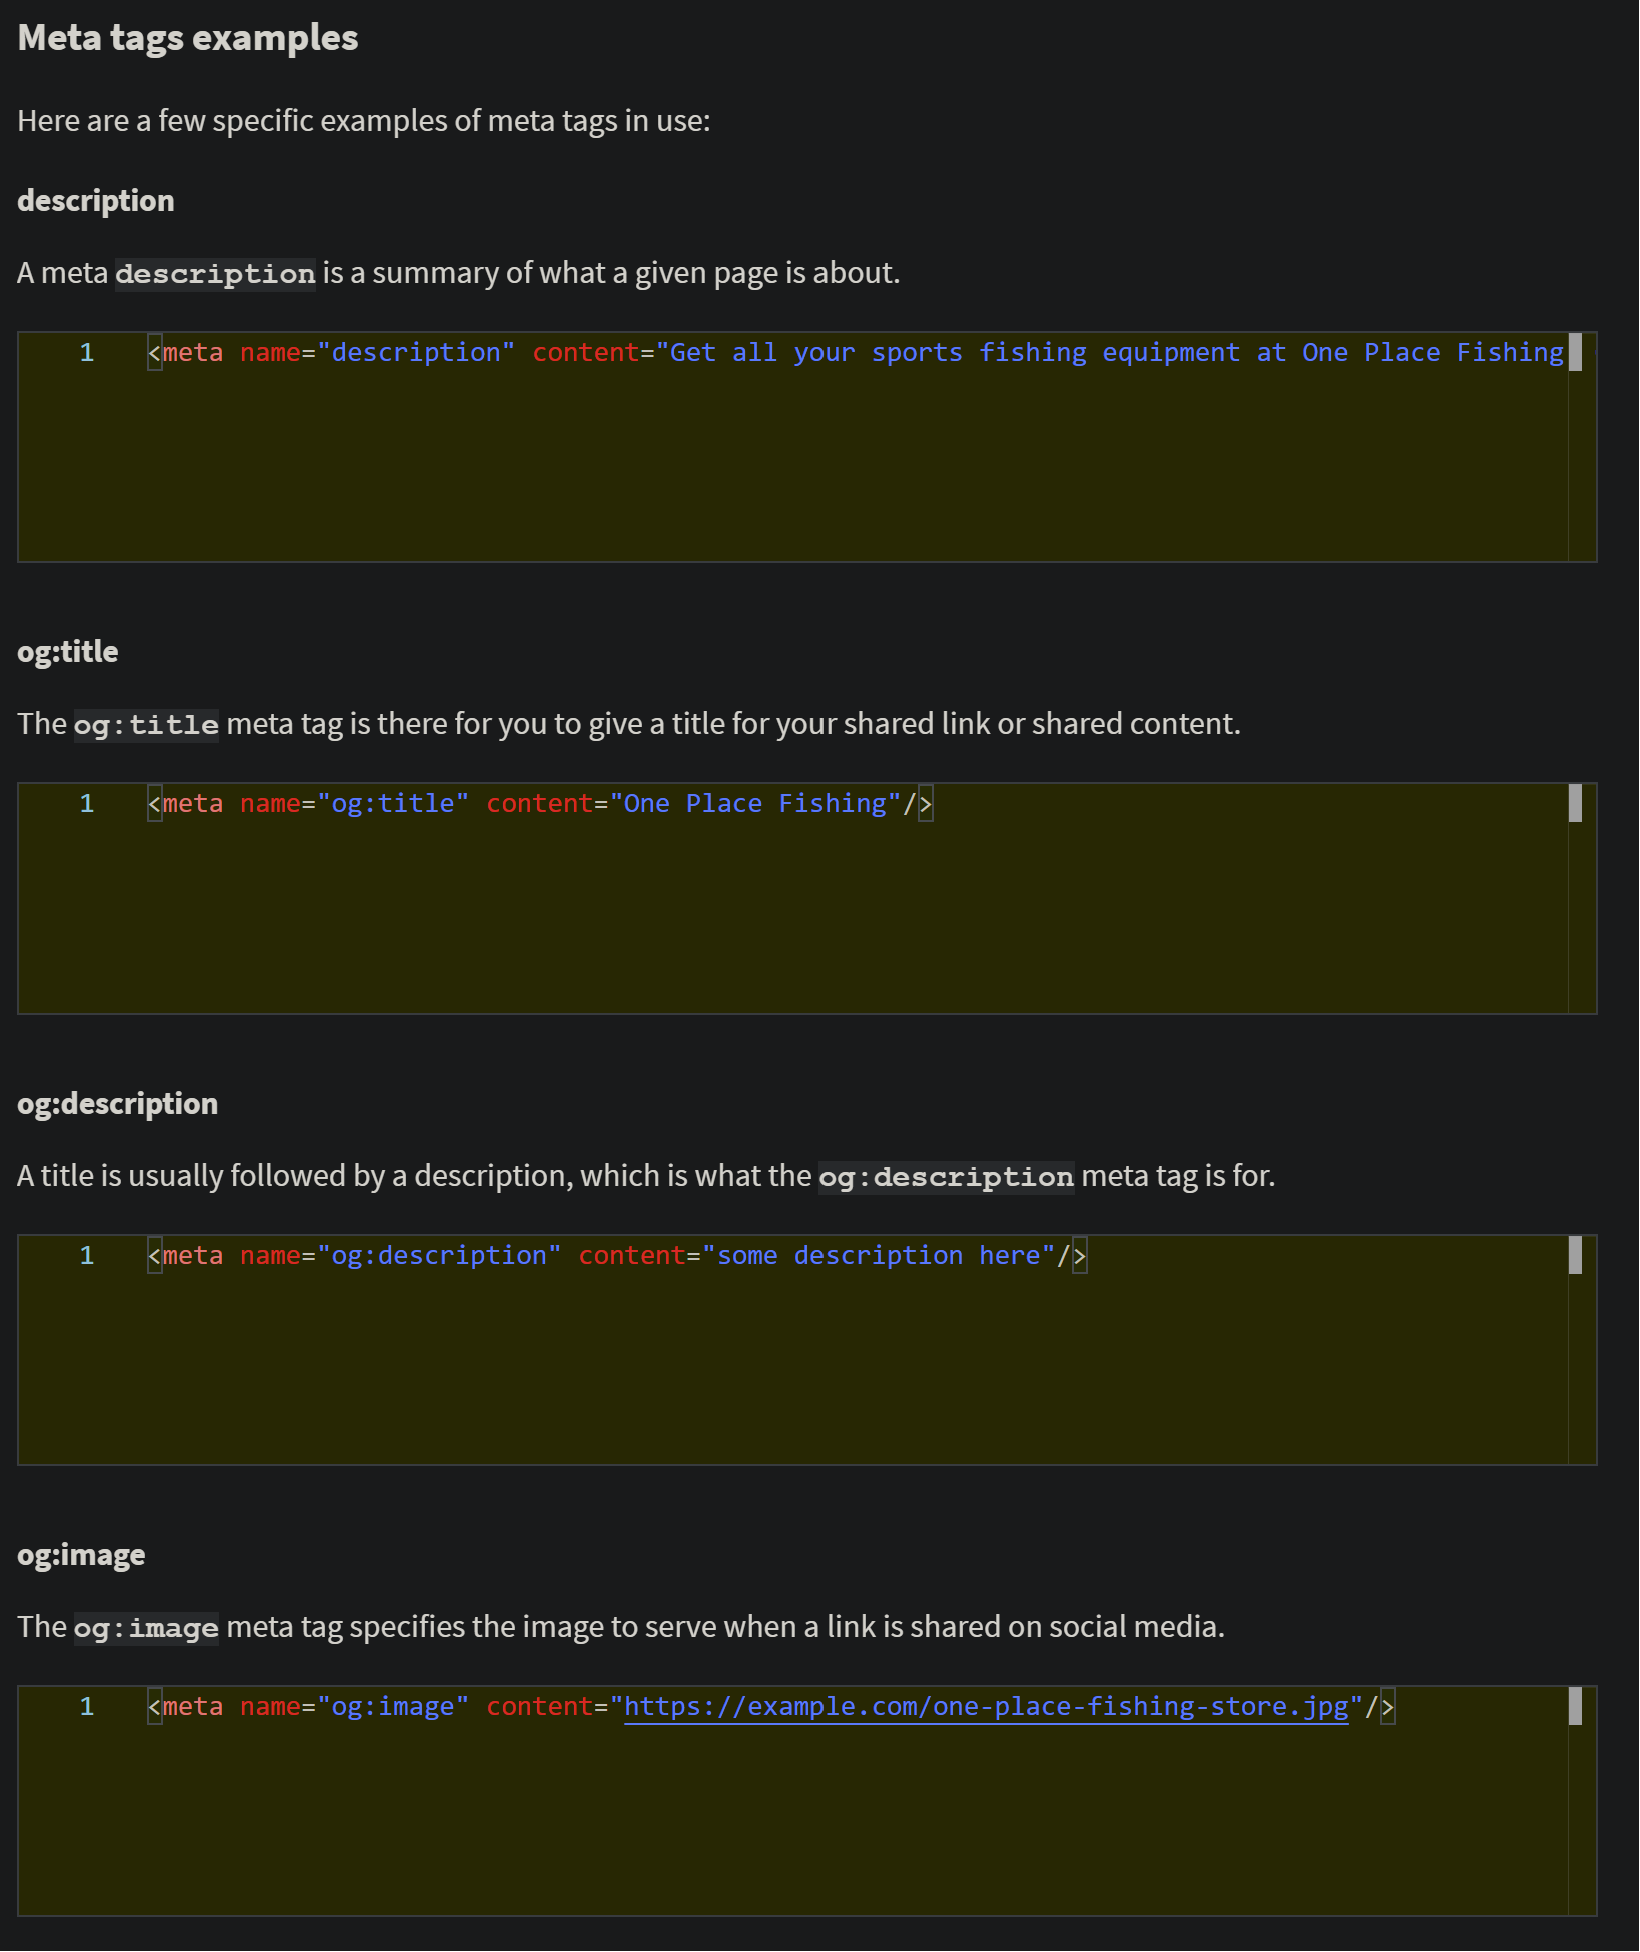 Meta tags examples
Here are a few specific examples of meta tags in use:
description
A meta description is a summary of what a given page is about.
1 <meta name="description" content="Get all your sports fishing equipment at One Place Fishing
og:title
The og:title meta tag is there for you to give a title for your shared link or shared content.
1 <meta name="og:title" content="One Place Fishing"/>
og:description
A title is usually followed by a description, which is what the og:description meta tag is for.
1 <meta name="og:description" content="some description here"/>
og:image
The og:image meta tag specifies the image to serve when a link is shared on social media.
1 <meta name="og:image" content="https://example.com/one-place-fishing-store.jpg"/>